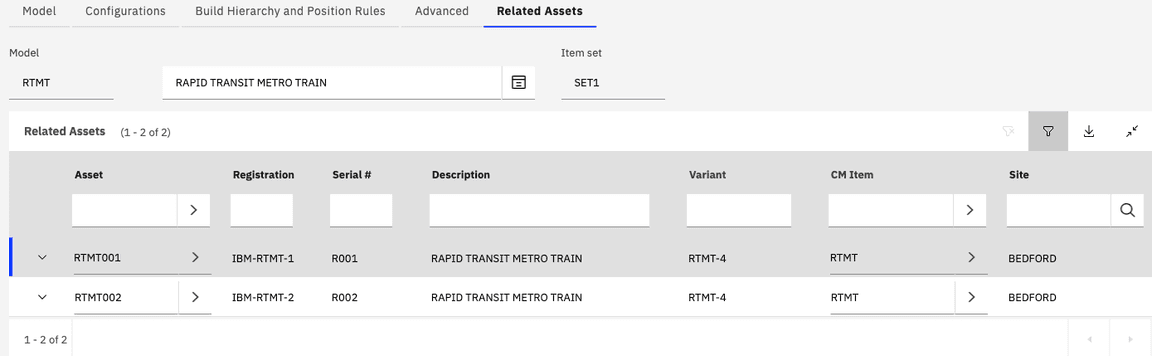 Model Configurations Build Hierarchy and Position Rules Advanced Related Assets
Model Item set
RTMT RAPID TRANSIT METRO TRAIN SET1
Related Assets (1 - 2 of 2)
Asset Registration Serial # Description Variant CM Item Site
RTMT001 IBM-RTMT-1 R001 RAPID TRANSIT METRO TRAIN RTMT-4 RTMT BEDFORD
RTMT002 IBM-RTMT-2 R002 RAPID TRANSIT METRO TRAIN RTMT-4 RTMT BEDFORD
1 - 2 of 2